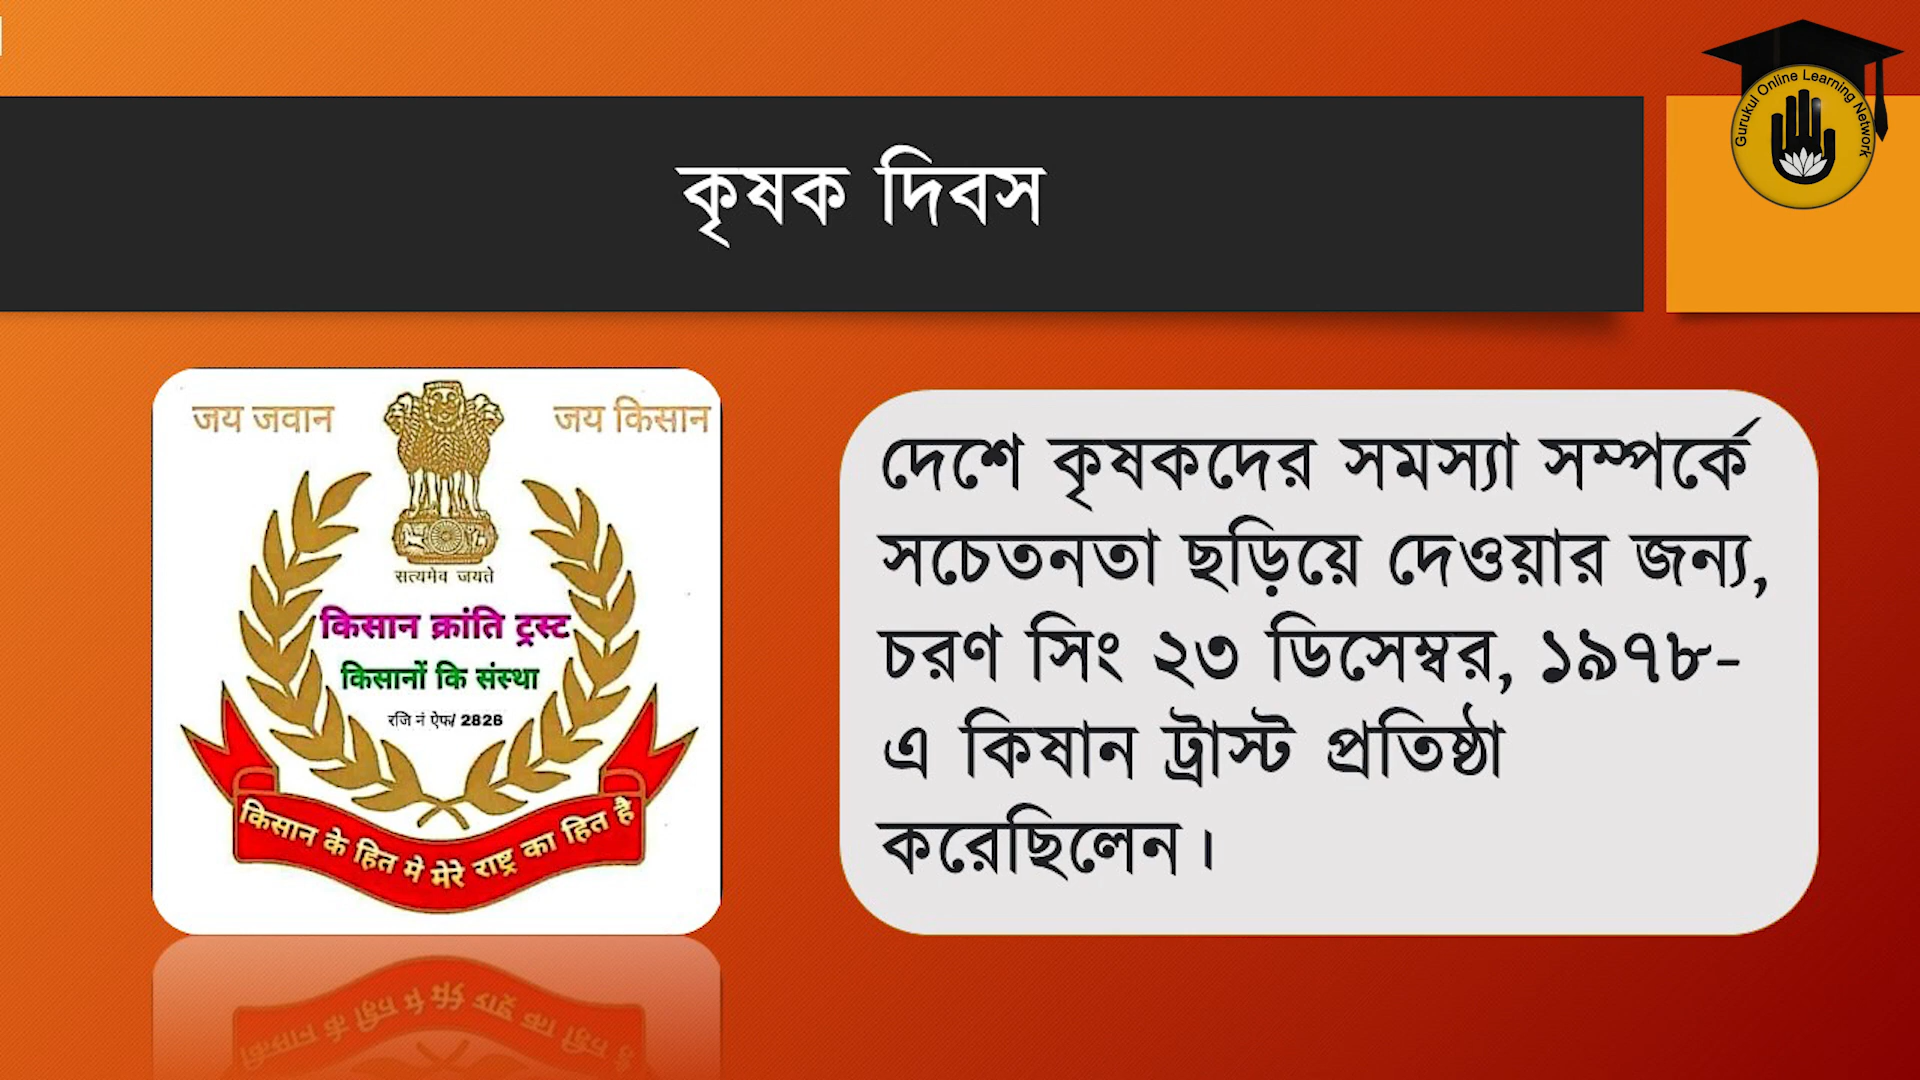 Gurukul Online Learning Network
কৃষক দিবস
जय जवान
जय किसान
सत्यमेव जयते
किसान क्रांति ट्रस्ट
किसानों कि संस्था
रजि नं ऐफ/ 2826
किसान के हित मे मेरे राष्ट्र का हित है
দেশে কৃষকদের সমস্যা সম্পর্কে
সচেতনতা ছড়িয়ে দেওয়ার জন্য,
চরণ সিং ২৩ ডিসেম্বর, ১৯৭৮-
এ কিষান ট্রাস্ট প্রতিষ্ঠা
করেছিলেন।